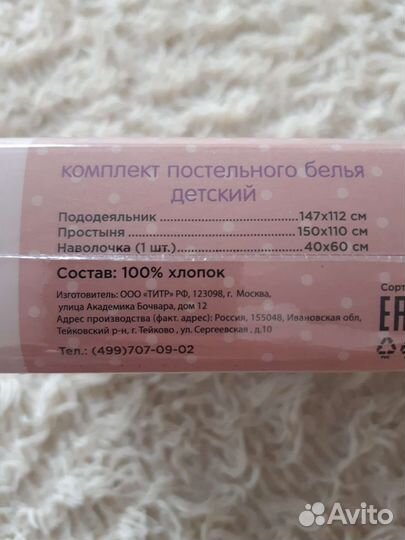 комплект постельного белья
детский
Пододеяльник 147х112 см
Простыня 150х110 см
Наволочка (1 шт.) 40х60 см
Состав: 100% хлопок
Изготовитель: ООО «ТИТР» РФ, 123098, г. Москва,
улица Академика Бочвара, дом 12
Адрес производства (факт. адрес): Россия, 155048, Ивановская обл,
Тейковский р-н, г. Тейково, ул. Сергеевская , д.10
Тел.: (499)707-09-02
Сорт
Avito